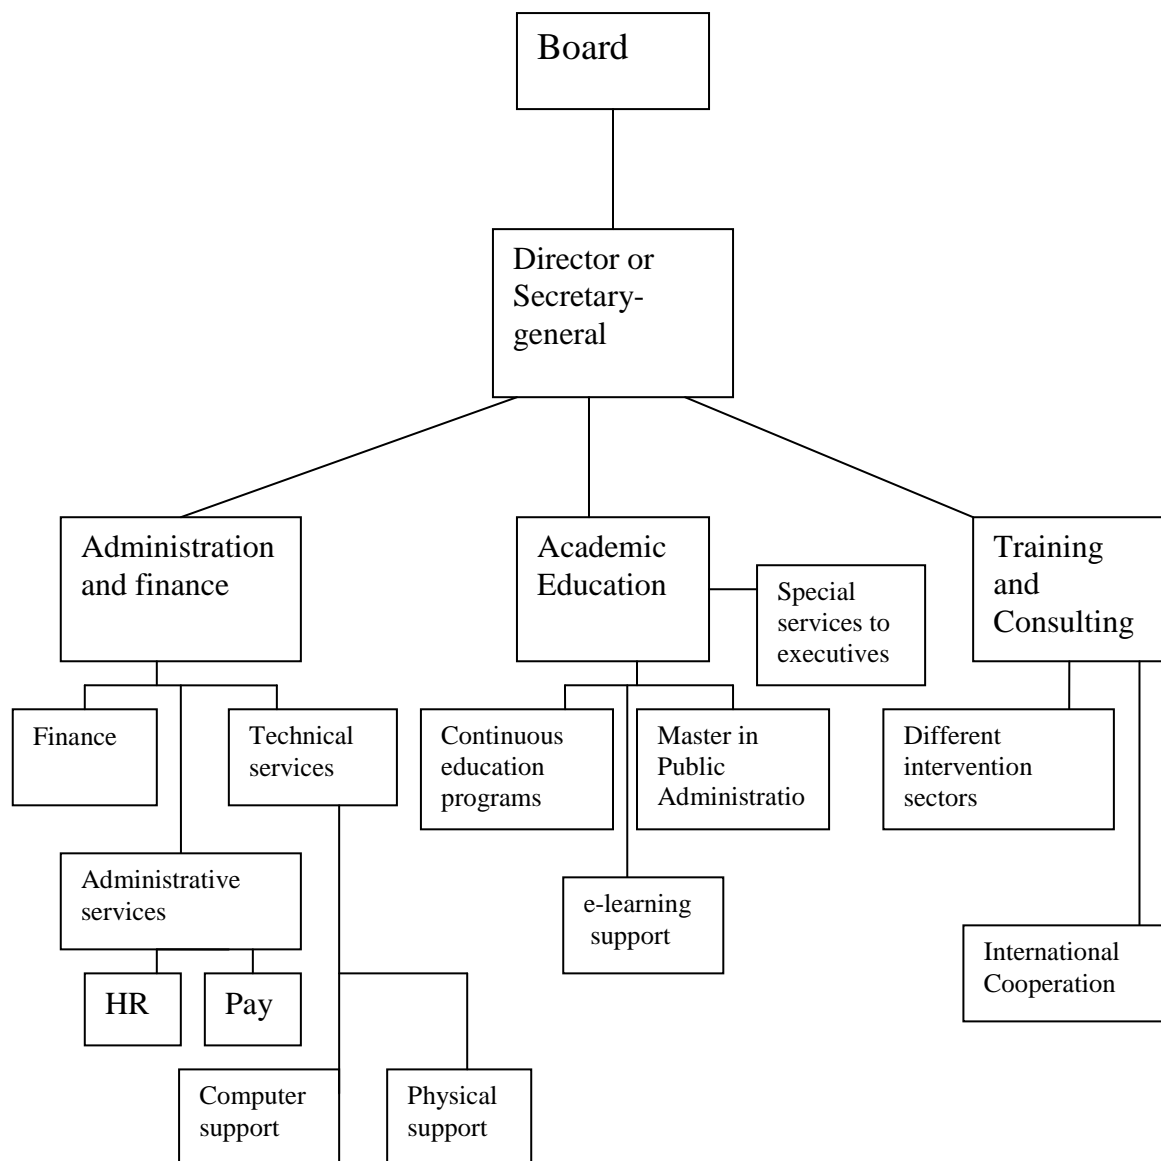 Board
Director or
Secretary-
general
Administration
and finance
Academic
Education
Special
services to
executives
Training
and
Consulting
Finance
Technical
services
Continuous
education
programs
Master in
Public
Administratio
Different
intervention
sectors
Administrative
services
e-learning
support
International
Cooperation
HR
Pay
Computer
support
Physical
support